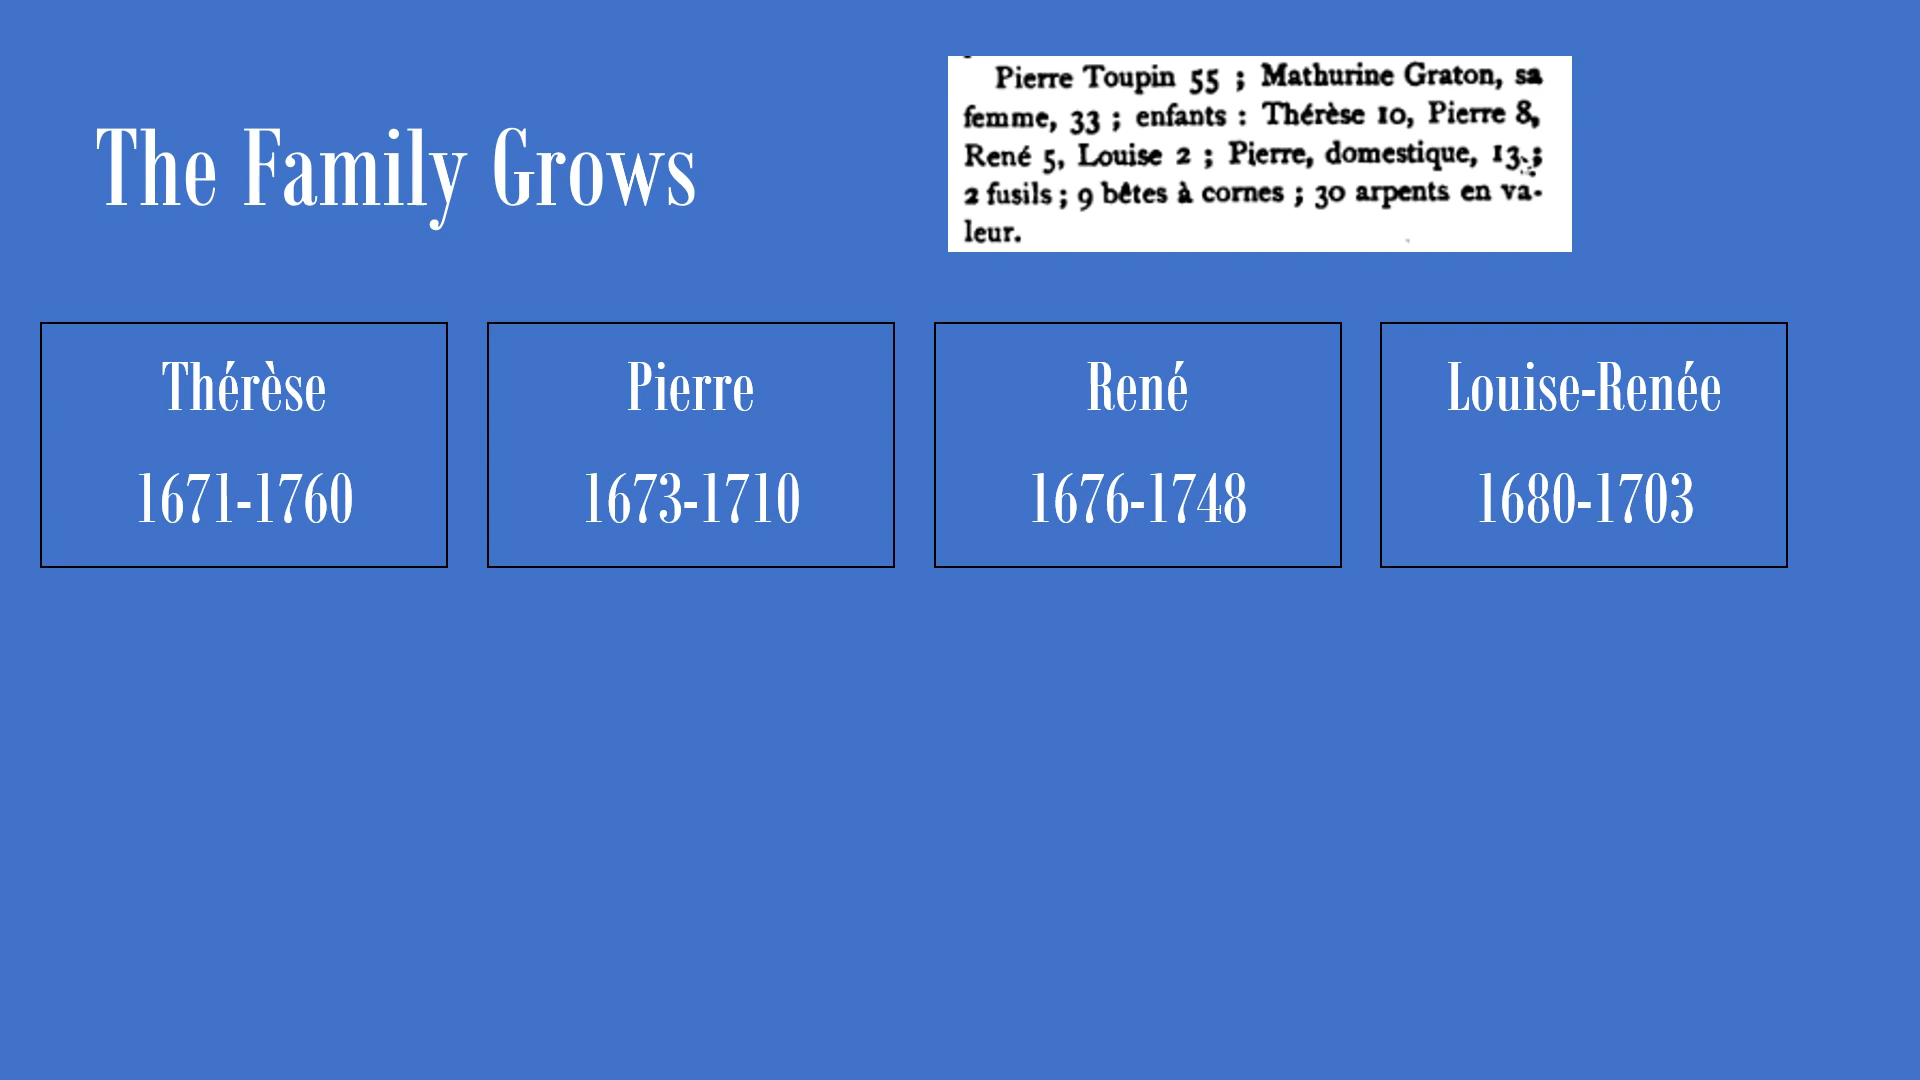 The Family Grows
Pierre Toupin 55 ; Mathurine Graton, sa
femme, 33 ; enfants : Thérèse 10, Pierre 8,
René 5, Louise 2 ; Pierre, domestique, 13 ;
2 fusils ; 9 bêtes à cornes ; 30 arpents en va-
leur.
Thérèse
1671-1760
Pierre
1673-1710
René
1676-1748
Louise-Renée
1680-1703